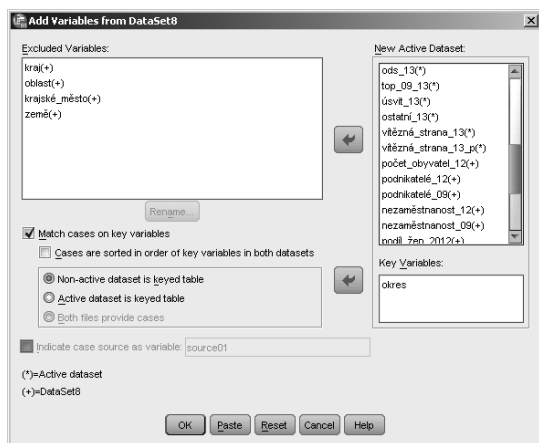 Add Variables from DataSet8
Excluded Variables:
kraj(+)
oblast(+)
krajské_město(+)
země(+)
Rename...
Match cases on key variables
Cases are sorted in order of key variables in both datasets
Non-active dataset is keyed table
Active dataset is keyed table
Both files provide cases
Indicate case source as variable: source01
(*)=Active dataset
(+)=DataSet8
New Active Dataset:
ods_13(*)
top_09_13(*)
úsvit_13(*)
ostatní_13(*)
vítězná_strana_13(*)
vítězná_strana_13_p(*)
počet_obyvatel_12(+)
podnikatelé_12(+)
podnikatelé_09(+)
nezaměstnanost_12(+)
nezaměstnanost_09(+)
podíl_žen_2012(+)
Key Variables:
okres
OK Paste Reset Cancel Help